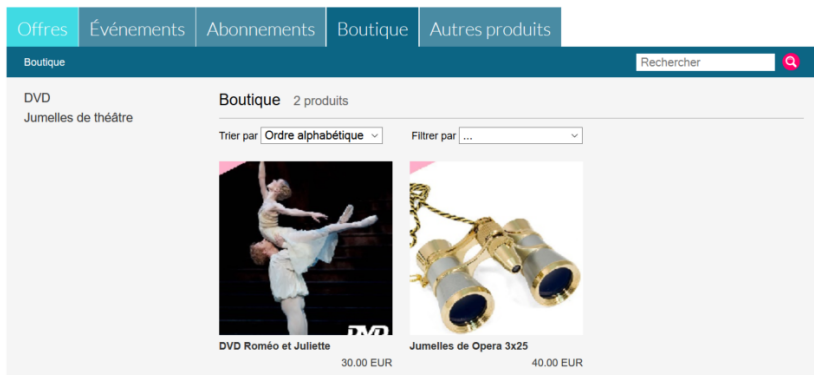 Offres Événements Abonnements Boutique Autres produits
Boutique Rechercher
DVD
Jumelles de théâtre
Boutique 2 produits
Trier par Ordre alphabétique Filtrer par ...
DVD
DVD Roméo et Juliette Jumelles de Opera 3x25
30.00 EUR 40.00 EUR